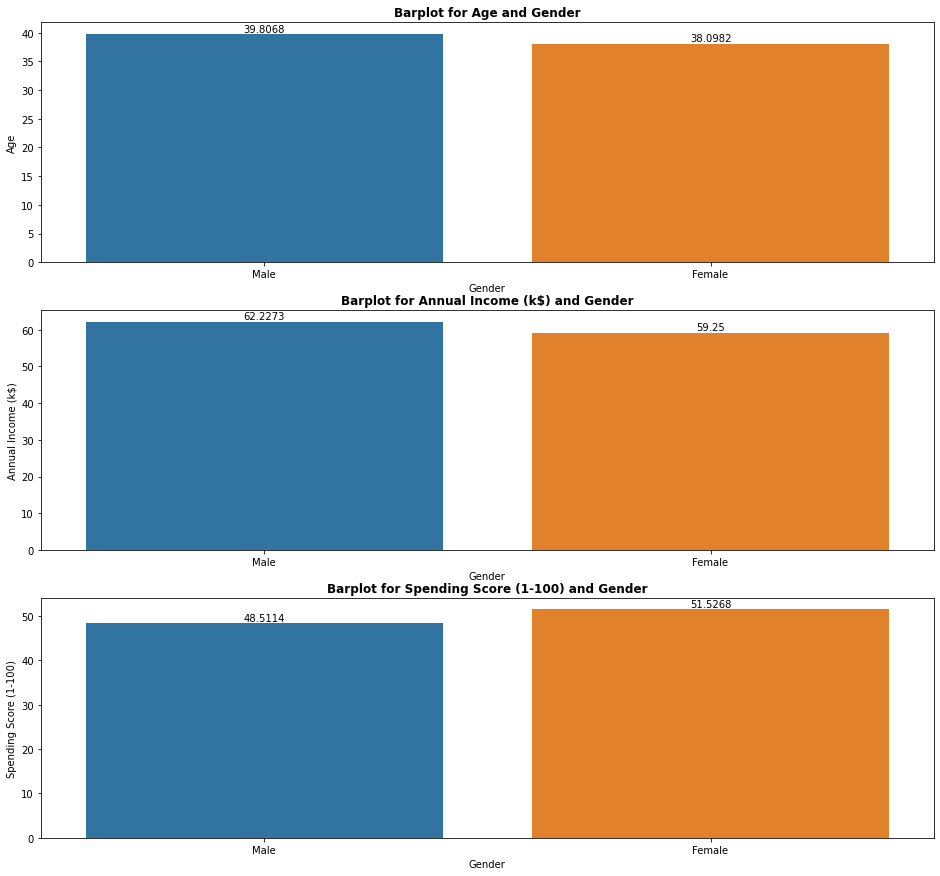 Barplot for Age and Gender
39.8068
38.0982
40
35
30
25
20
15
10
5
0
Age
Male
Female
Gender
Barplot for Annual Income (k$) and Gender
62.2273
59.25
60
50
40
30
20
10
0
Annual Income (k$)
Male
Female
Gender
Barplot for Spending Score (1-100) and Gender
48.5114
51.5268
50
40
30
20
10
0
Spending Score (1-100)
Male
Female
Gender